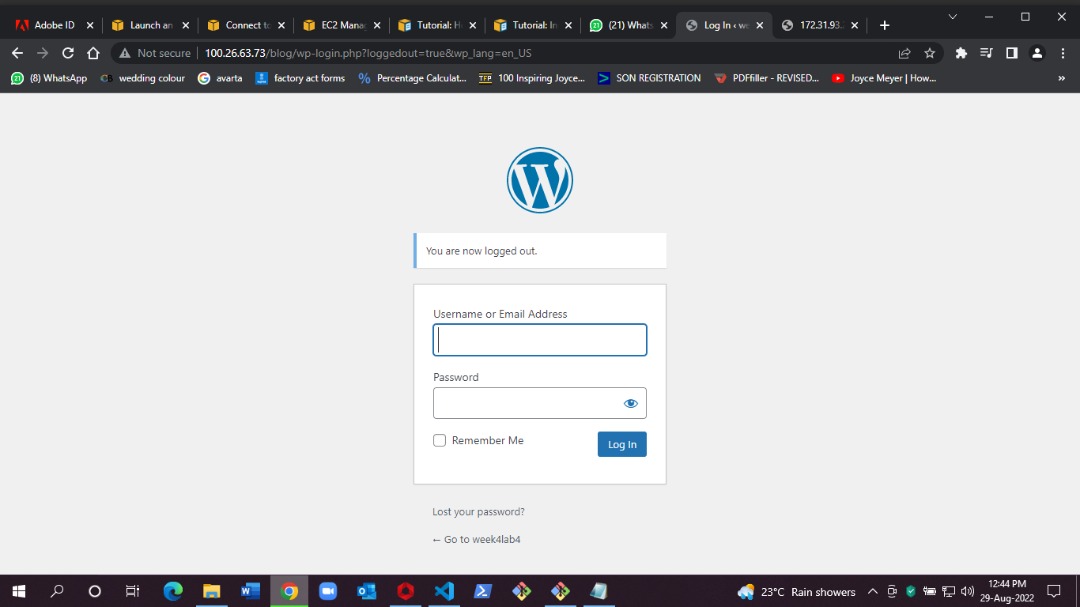 Adobe ID
Launch an
Connect to
EC2 Mana
Tutorial: H
Tutorial: In
(21) Whats
Log In ‹ we
172.31.93.
Not secure
100.26.63.73/blog/wp-login.php?loggedout=true&wp_lang=en_US
(8) WhatsApp
wedding colour
avarta
factory act forms
Percentage Calculat...
100 Inspiring Joyce...
SON REGISTRATION
PDFfiller - REVISED...
Joyce Meyer | How...
You are now logged out.
Username or Email Address
Password
Remember Me
Log In
Lost your password?
← Go to week4lab4
23°C Rain showers
12:44 PM
29-Aug-2022